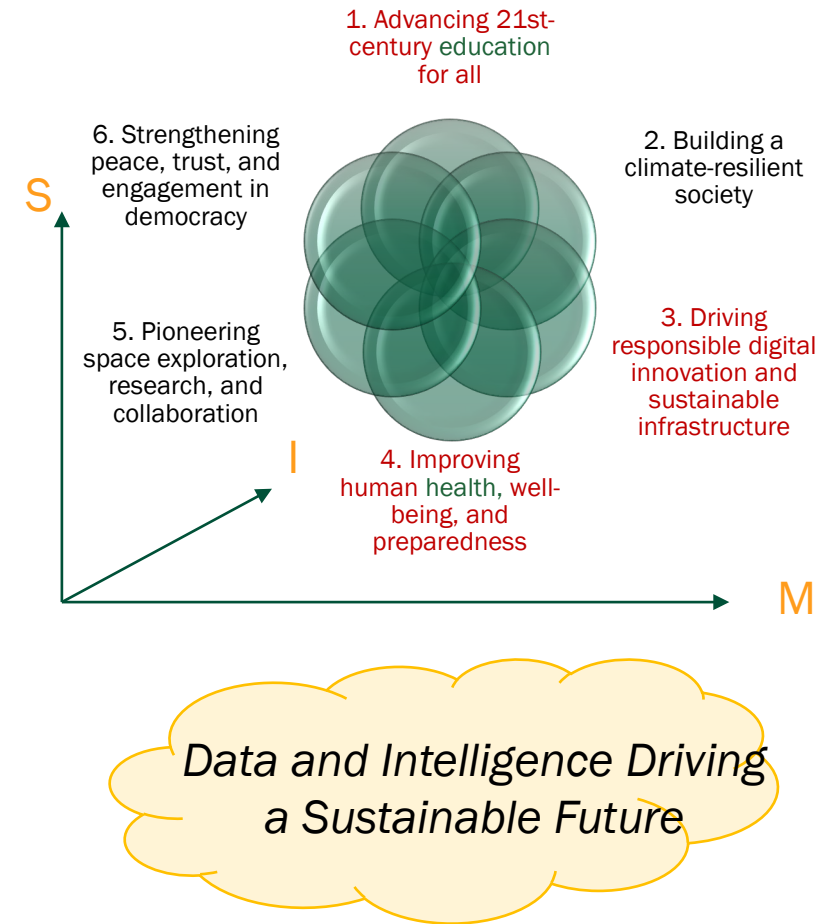 1. Advancing 21st-
century education
for all
6. Strengthening
peace, trust, and
engagement in
democracy
2. Building a
climate-resilient
society
S
5. Pioneering
space exploration,
research, and
collaboration
3. Driving
responsible digital
innovation and
sustainable
infrastructure
I
4. Improving
human health, well-
being, and
preparedness
M
Data and Intelligence Driving
a Sustainable Future